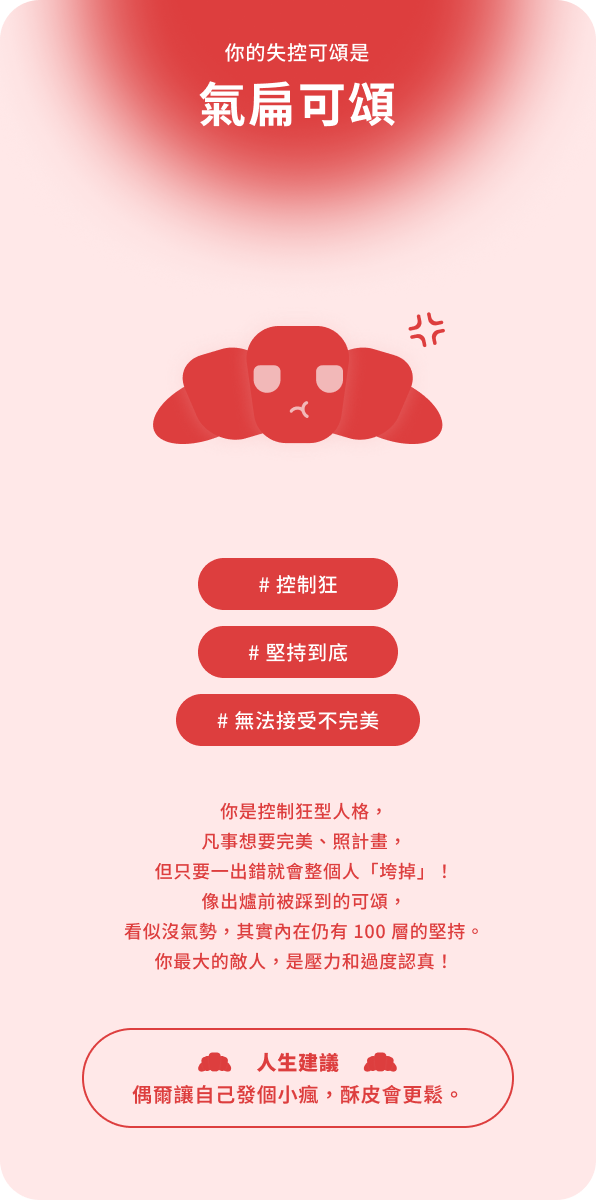 你的失控可頌是
氣扁可頌
# 控制狂
# 堅持到底
# 無法接受不完美
你是控制狂型人格，
凡事想要完美、照計畫，
但只要一出錯就會整個人「垮掉」！
像出爐前被踩到的可頌，
看似沒氣勢，其實內在仍有 100 層的堅持。
你最大的敵人，是壓力和過度認真！
人生建議
偶爾讓自己發個小瘋，酥皮會更鬆。